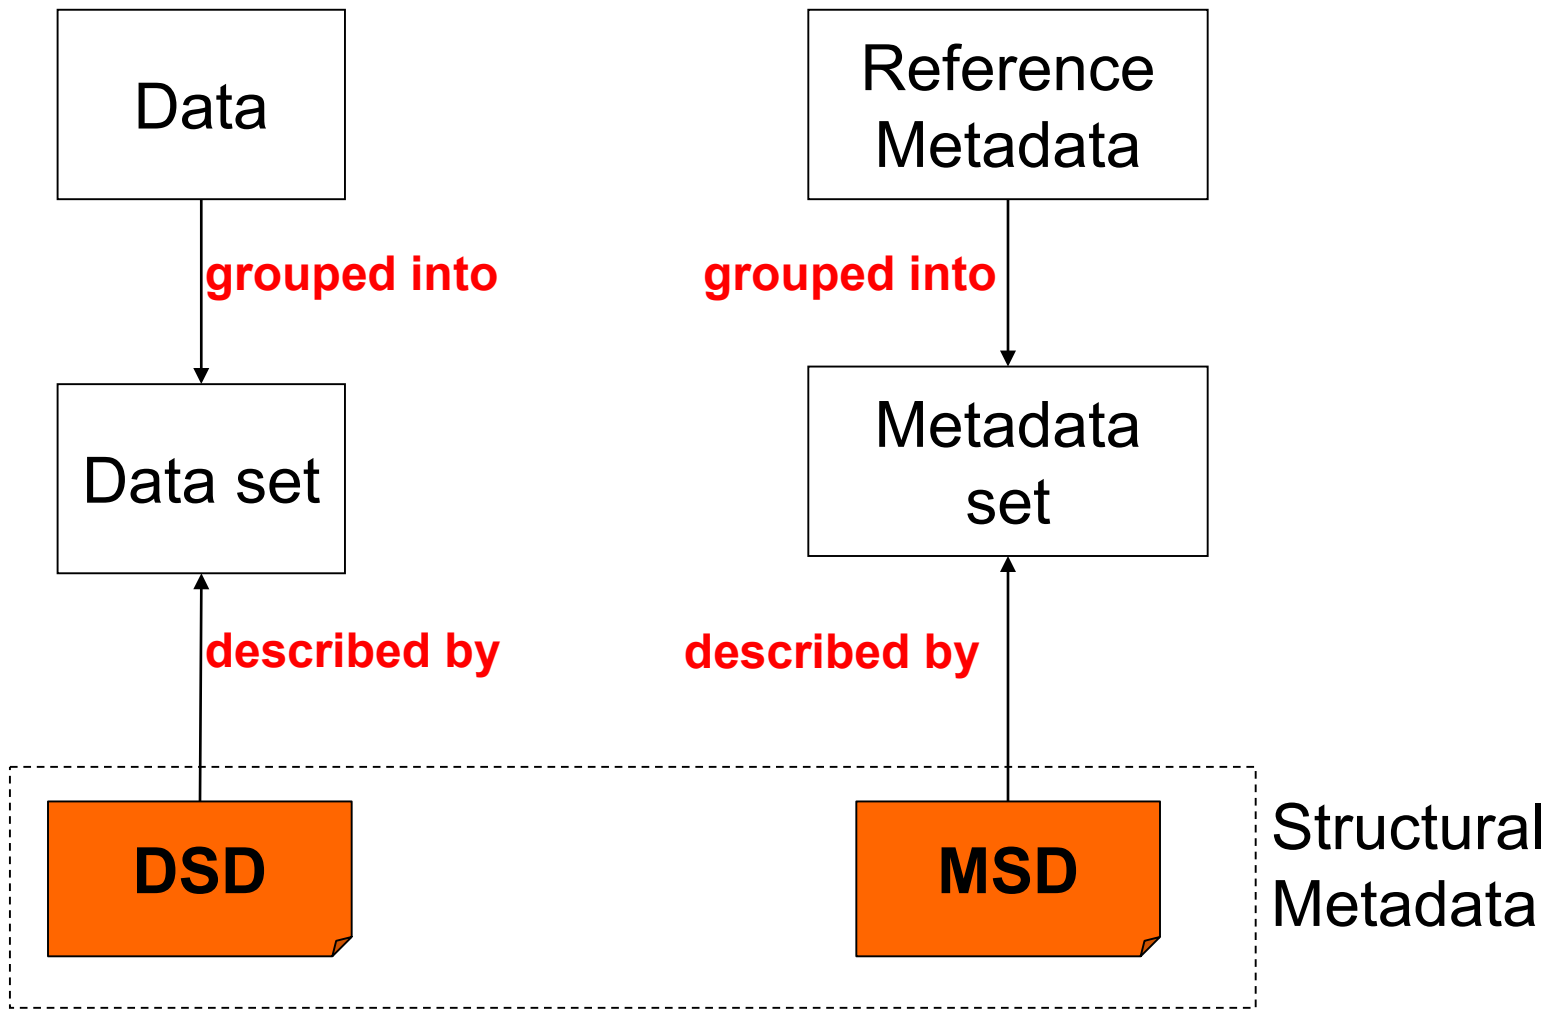 Data
Reference
Metadata
grouped into
grouped into
Data set
Metadata
set
described by
described by
DSD
MSD
Structural
Metadata